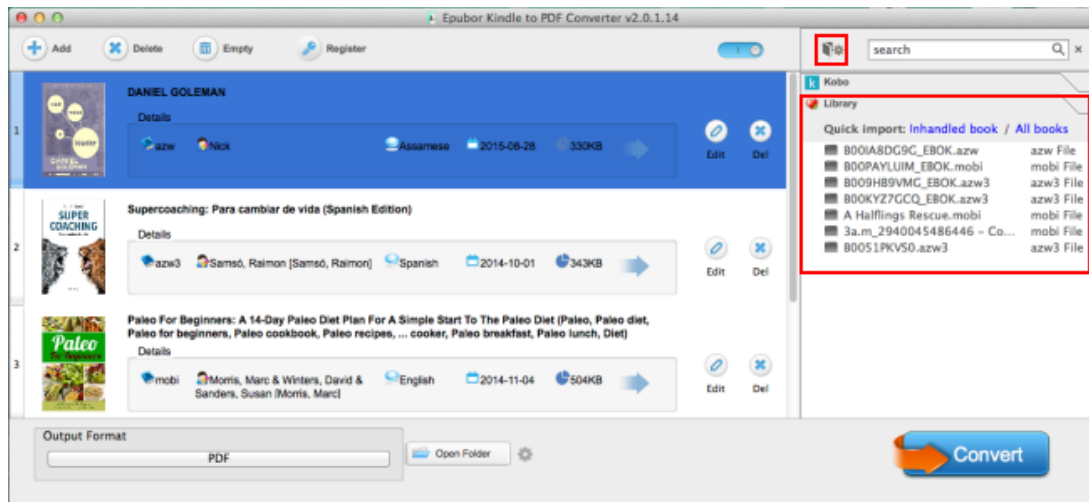 Epubor Kindle to PDF Converter v2.0.1.14
Add
Delete
Empty
Register
search
Kobo
Library
Quick import: Inhandled book / All books
B00IA8DG9G_EBOK.azw azw File
B00PAYLUIM_EBOK.mobi mobi File
B009HB9VMG_EBOK.azw3 azw3 File
B00KYZ7GCQ_EBOK.azw3 azw3 File
A Halflings Rescue.mobi mobi File
3a.m_2940045486446 – Co... mobi File
B0051PKVS0.azw3 azw3 File
1
DANIEL GOLEMAN
Details
azw Nick Assamese 2015-08-28 330KB
Edit Del
2
SUPER
COACHING
Supercoaching: Para cambiar de vida (Spanish Edition)
Details
azw3 Samsó, Raimon [Samsó, Raimon] Spanish 2014-10-01 343KB
Edit Del
3
Paleo
Paleo For Beginners: A 14-Day Paleo Diet Plan For A Simple Start To The Paleo Diet (Paleo, Paleo diet,
Paleo for beginners, Paleo cookbook, Paleo recipes, ... cooker, Paleo breakfast, Paleo lunch, Diet)
Details
mobi Morris, Marc & Winters, David & English 2014-11-04 504KB
Sanders, Susan [Morris, Marc]
Edit Del
Output Format
PDF
Open Folder
Convert